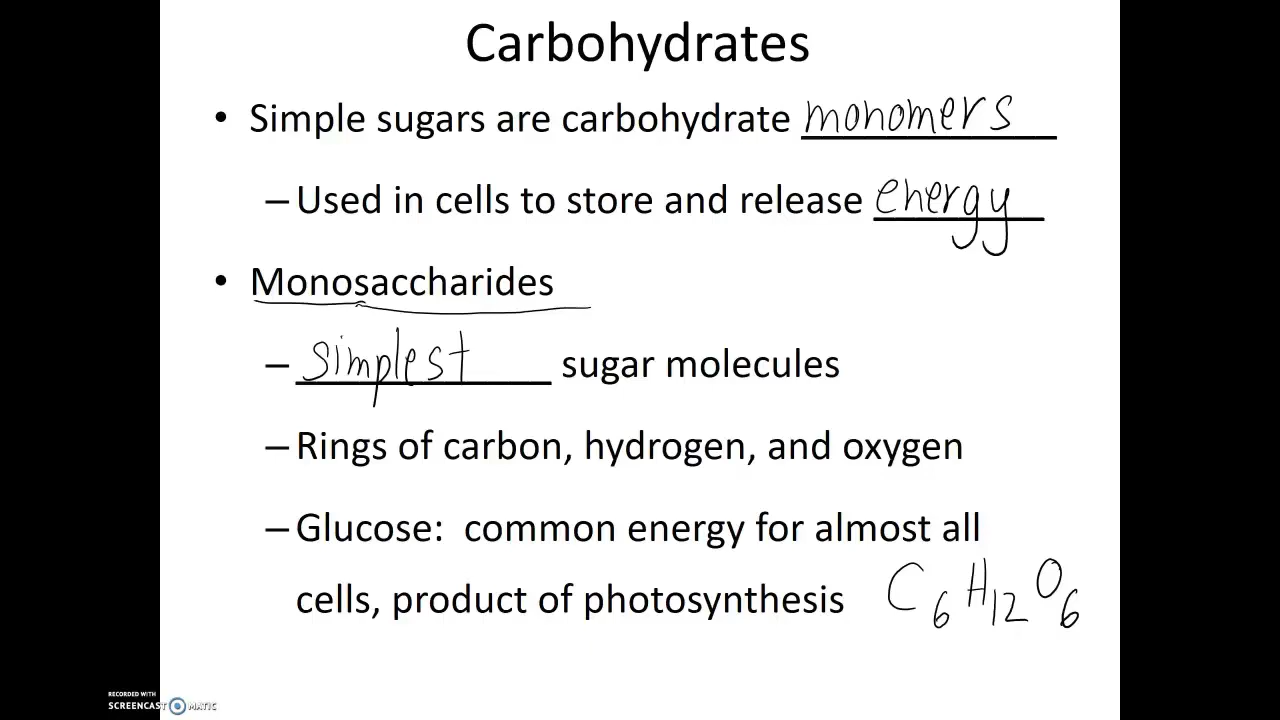 Carbohydrates
• Simple sugars are carbohydrate monomers
– Used in cells to store and release energy
• Monosaccharides
– simplest sugar molecules
– Rings of carbon, hydrogen, and oxygen
– Glucose: common energy for almost all
cells, product of photosynthesis C6H12O6
RECORDED WITH
SCREENCAST MATIC